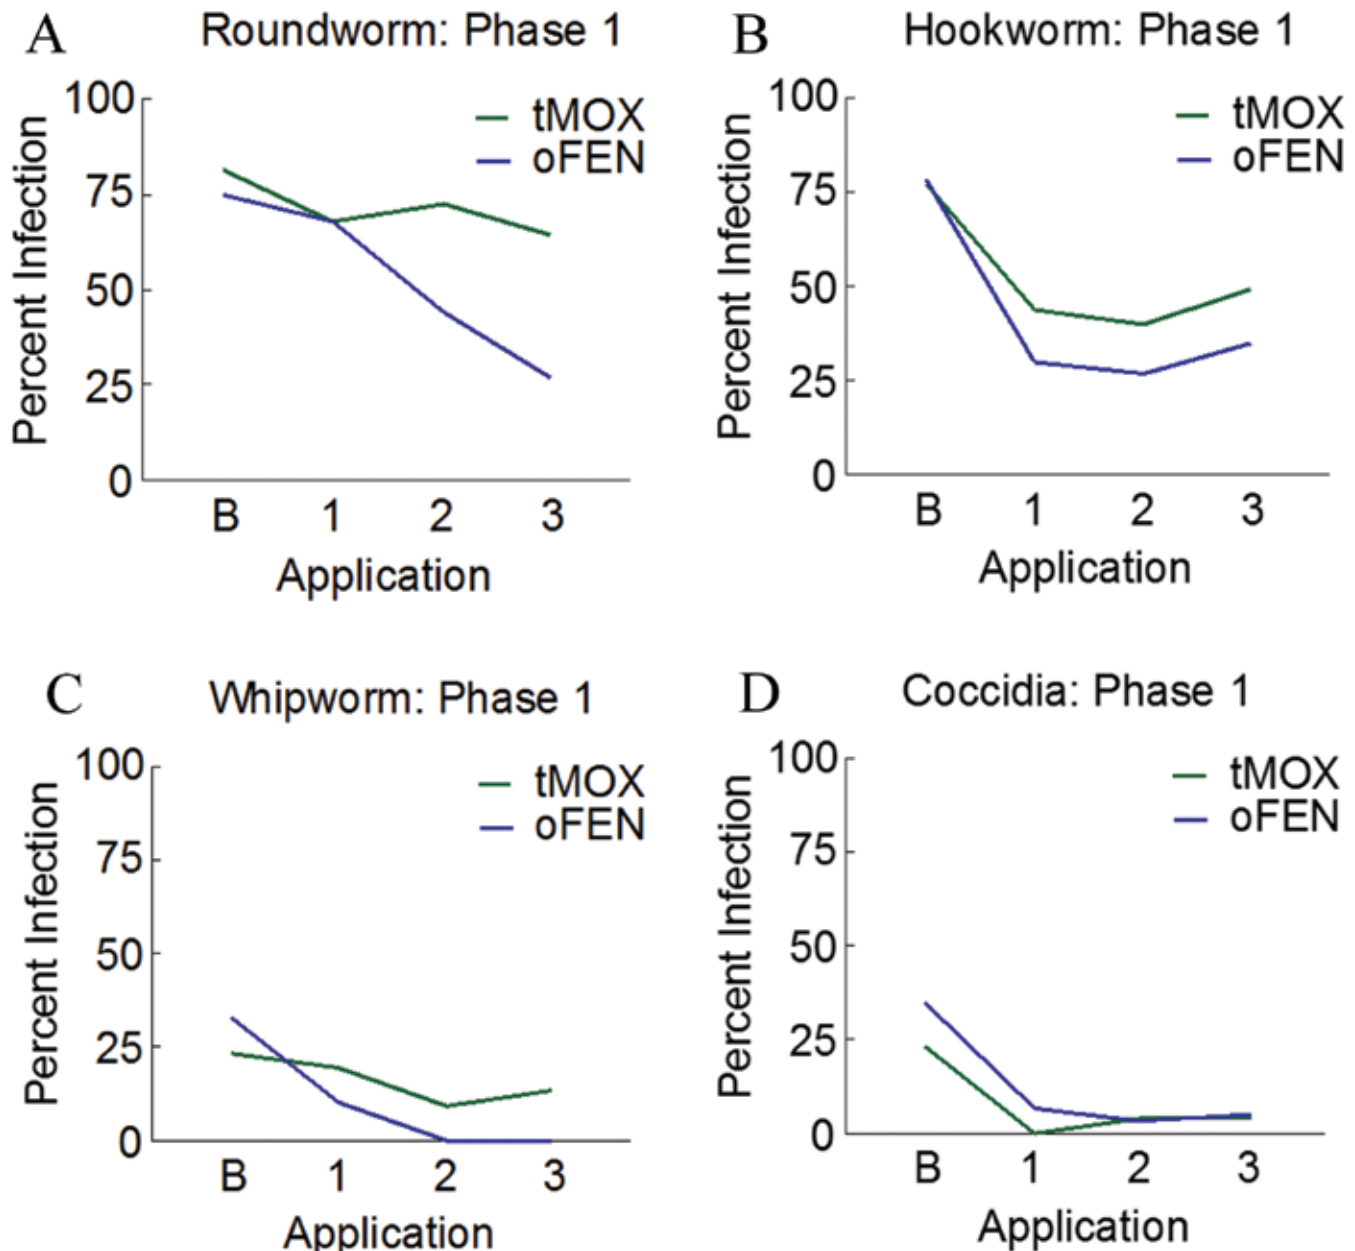 A Roundworm: Phase 1
100
75
50
25
0
Percent Infection
tMOX
oFEN
B 1 2 3
Application
B Hookworm: Phase 1
100
75
50
25
0
Percent Infection
tMOX
oFEN
B 1 2 3
Application
C Whipworm: Phase 1
100
75
50
25
0
Percent Infection
tMOX
oFEN
B 1 2 3
Application
D Coccidia: Phase 1
100
75
50
25
0
Percent Infection
tMOX
oFEN
B 1 2 3
Application